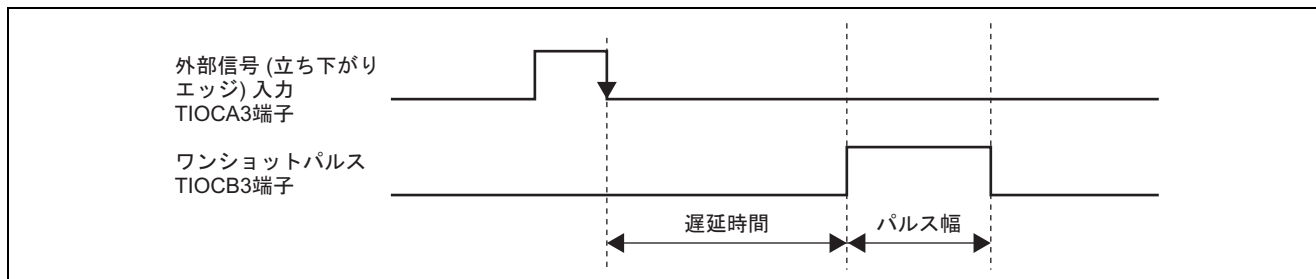 外部信号 (立ち下がり
エッジ) 入力
TIOCA3端子
ワンショットパルス
TIOCB3端子
遅延時間
パルス幅